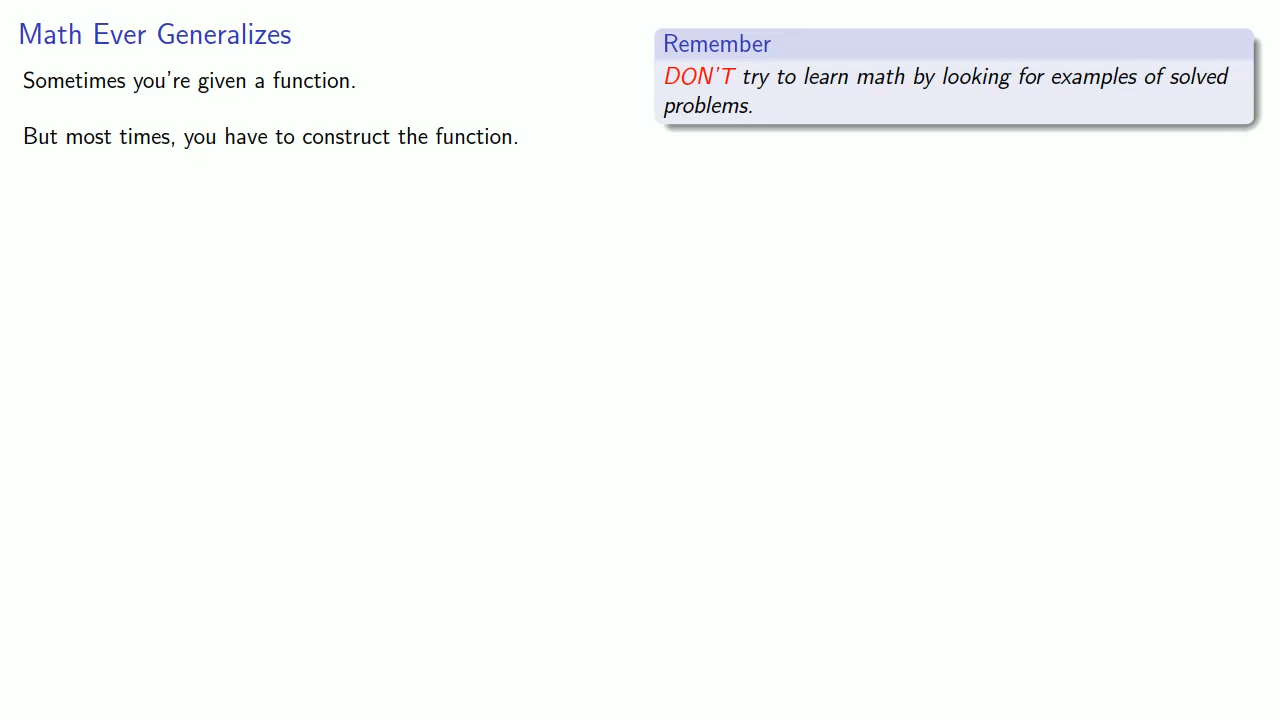 Math Ever Generalizes
Sometimes you're given a function.
But most times, you have to construct the function.
Remember
DON'T try to learn math by looking for examples of solved
problems.